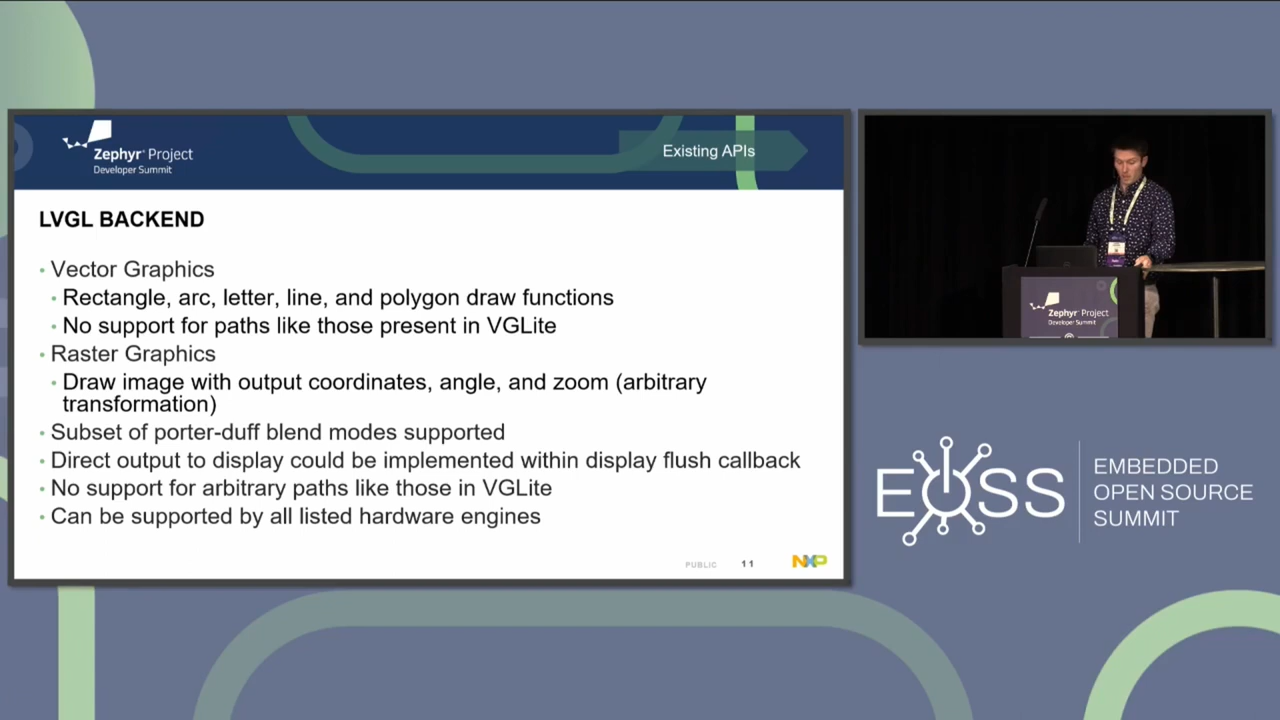 Zephyr® Project
Developer Summit
Existing APIs
LVGL BACKEND
• Vector Graphics
• Rectangle, arc, letter, line, and polygon draw functions
• No support for paths like those present in VGLite
• Raster Graphics
• Draw image with output coordinates, angle, and zoom (arbitrary
transformation)
• Subset of porter-duff blend modes supported
• Direct output to display could be implemented within display flush callback
• No support for arbitrary paths like those in VGLite
• Can be supported by all listed hardware engines
PUBLIC
11
NXP
Zephyr® Project
Developer Summit
EOSS
EMBEDDED
OPEN SOURCE
SUMMIT